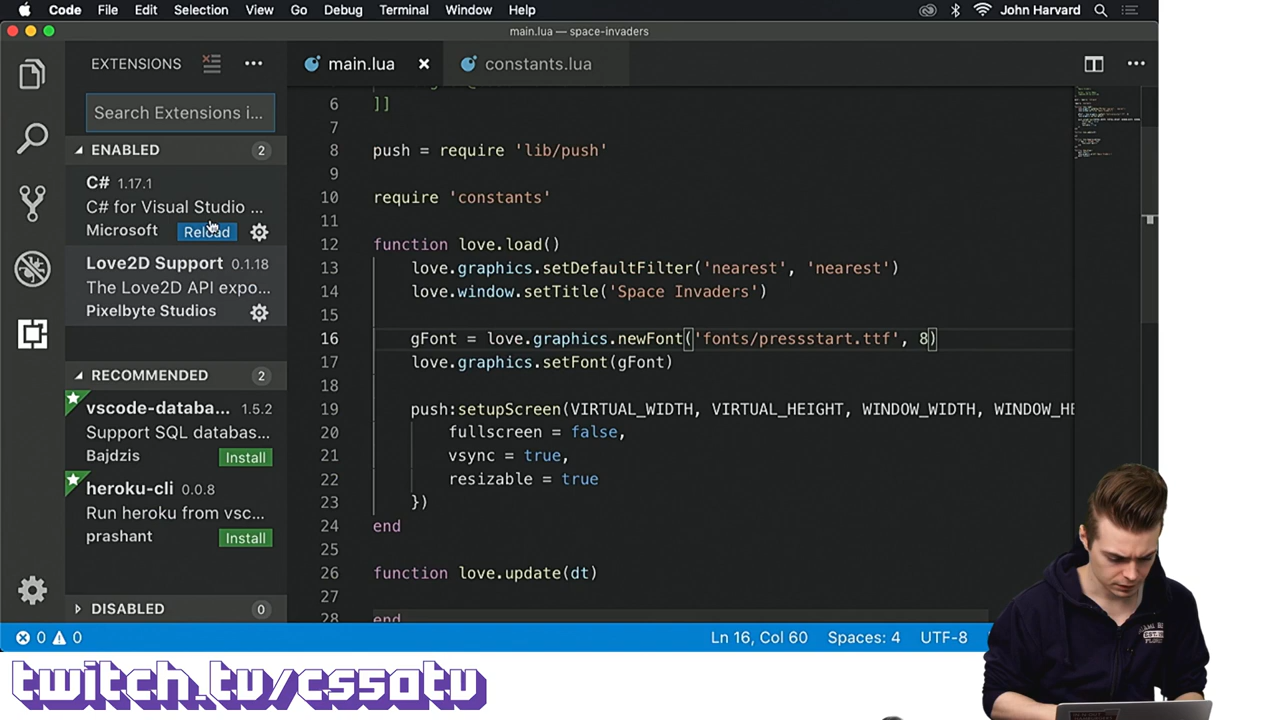 Code File Edit Selection View Go Debug Terminal Window Help John Harvard
main.lua — space-invaders
EXTENSIONS
Search Extensions i...
ENABLED 2
C# 1.17.1
C# for Visual Studio ...
Microsoft Reload
Love2D Support 0.1.18
The Love2D API expo...
Pixelbyte Studios
RECOMMENDED 2
vscode-databa... 1.5.2
Support SQL databas...
Bajdzis Install
heroku-cli 0.0.8
Run heroku from vsc...
prashant Install
DISABLED 0
main.lua × constants.lua
6 ]]
7
8 push = require 'lib/push'
9
10 require 'constants'
11
12 function love.load()
13 love.graphics.setDefaultFilter('nearest', 'nearest')
14 love.window.setTitle('Space Invaders')
15
16 gFont = love.graphics.newFont('fonts/pressstart.ttf', 8)
17 love.graphics.setFont(gFont)
18
19 push:setupScreen(VIRTUAL_WIDTH, VIRTUAL_HEIGHT, WINDOW_WIDTH, WINDOW_HE
20 fullscreen = false,
21 vsync = true,
22 resizable = true
23 })
24 end
25
26 function love.update(dt)
27
28 end
0 0 Ln 16, Col 60 Spaces: 4 UTF-8
twitch.tv/cs50tv